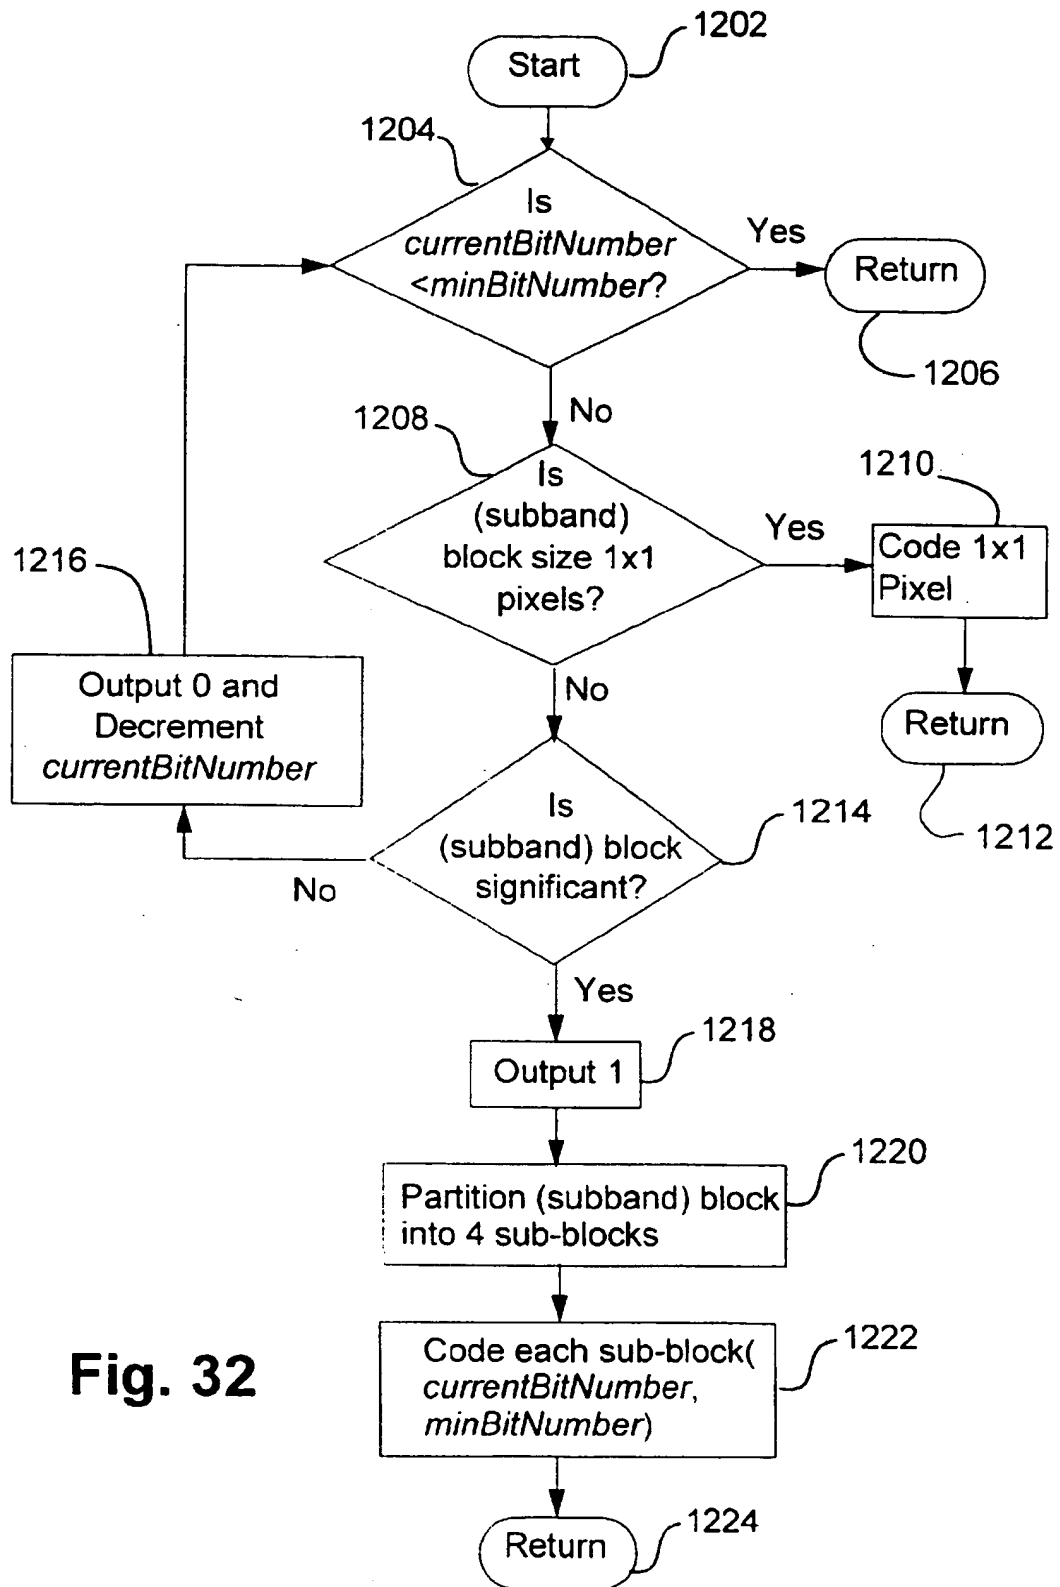 1202
Start
1204
Is
currentBitNumber
<minBitNumber?
Yes
Return
1206
No
1208
Is
(subband)
block size 1x1
pixels?
Yes
1210
Code 1x1
Pixel
1216
Output 0 and
Decrement
currentBitNumber
No
Return
1212
Is
(subband) block
significant?
1214
No
Yes
1218
Output 1
1220
Partition (subband) block
into 4 sub-blocks
1222
Code each sub-block(
currentBitNumber,
minBitNumber)
Fig. 32
1224
Return